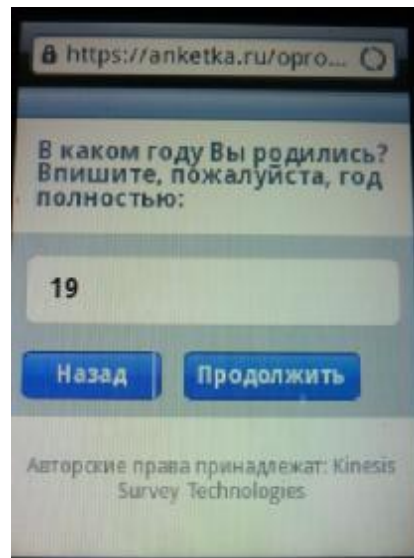 https://anketka.ru/opro...
В каком году Вы родились?
Впишите, пожалуйста, год
полностью:
19
Назад
Продолжить
Авторские права принадлежат: Kinesis
Survey Technologies